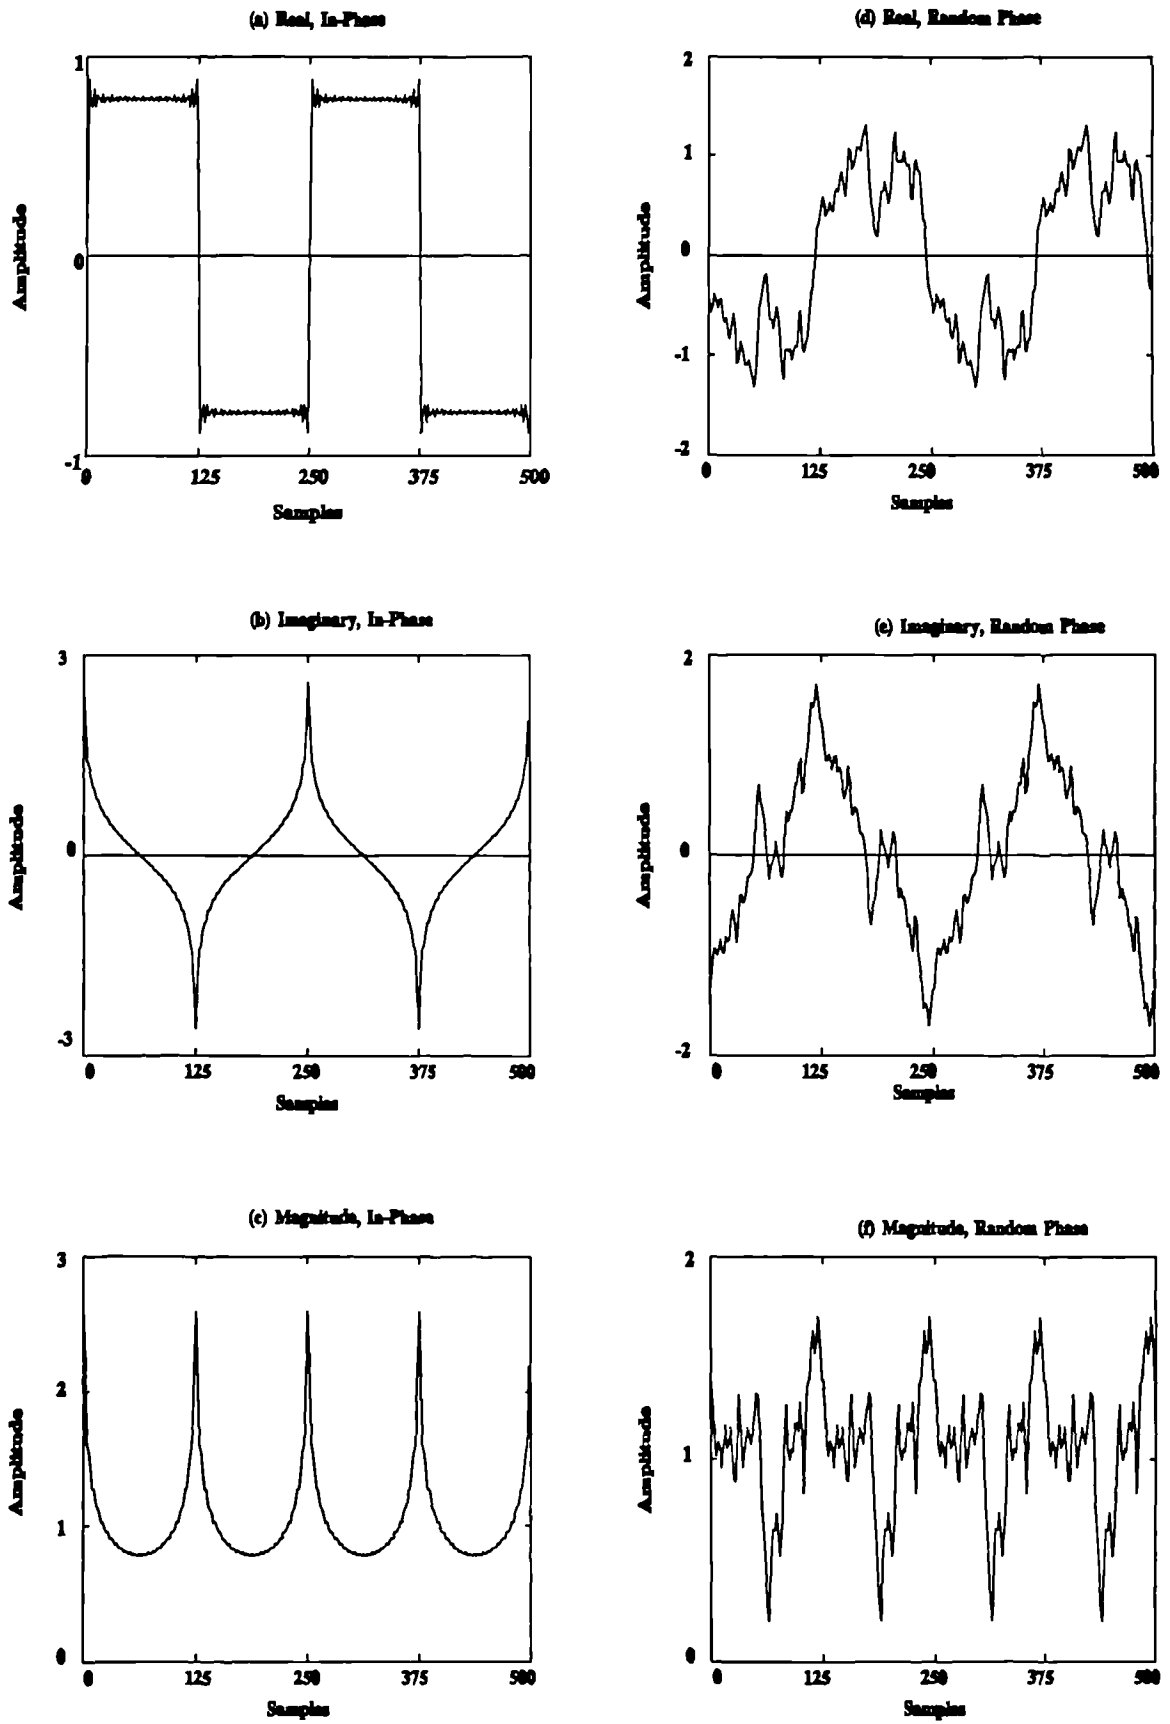 (a) Real, In-Phase
1
0
-1
Amplitude
0 125 250 375 500
Samples
(b) Imaginary, In-Phase
3
0
-3
Amplitude
0 125 250 375 500
Samples
(c) Magnitude, In-Phase
3
2
1
0
Amplitude
0 125 250 375 500
Samples
(d) Real, Random Phase
2
1
0
-1
-2
Amplitude
0 125 250 375 500
Samples
(e) Imaginary, Random Phase
2
0
-2
Amplitude
0 125 250 375 500
Samples
(f) Magnitude, Random Phase
2
1
0
Amplitude
0 125 250 375 500
Samples